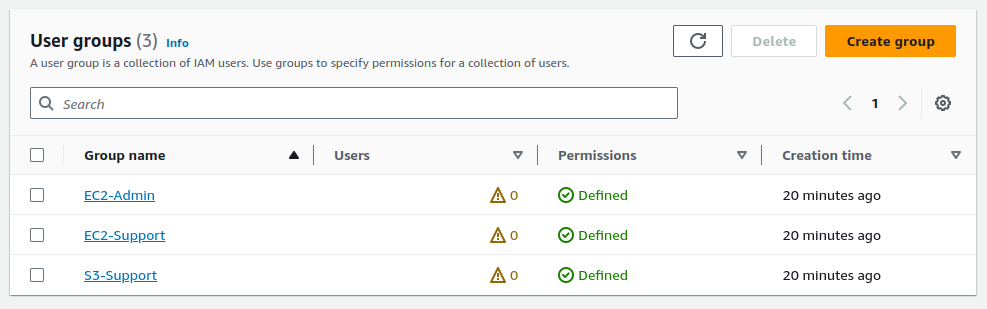 User groups (3) Info
Delete
Create group
A user group is a collection of IAM users. Use groups to specify permissions for a collection of users.
Search
1
Group name Users Permissions Creation time
EC2-Admin 0 Defined 20 minutes ago
EC2-Support 0 Defined 20 minutes ago
S3-Support 0 Defined 20 minutes ago